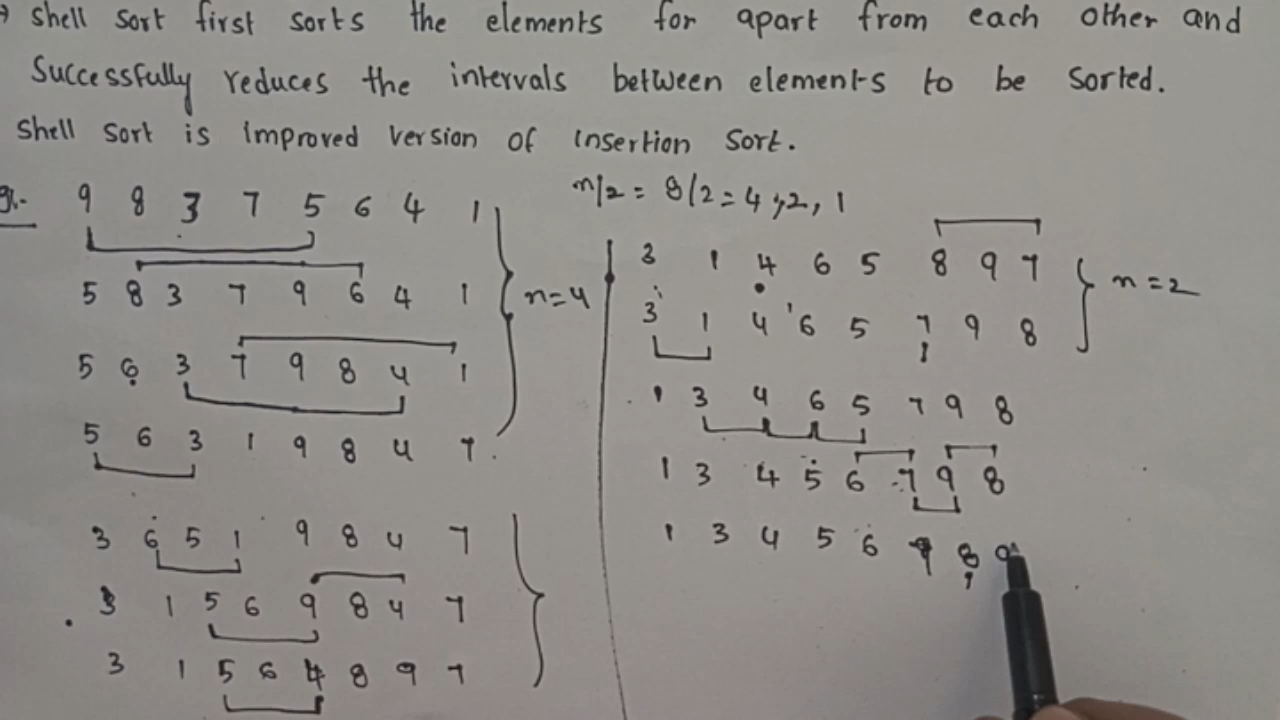 shell sort first sorts the elements for apart from each other and
Successfully reduces the intervals between elements to be sorted.
shell sort is improved version of insertion sort.
n/2 = 8/2 = 4, 2, 1
9 8 3 7 5 6 4 1
5 8 3 7 9 6 4 1
n=4
5 6 3 7 9 8 4 1
5 6 3 1 9 8 4 7.
3 6 5 1 9 8 4 7
3 1 5 6 9 8 4 7
3 1 5 6 4 8 9 7
3 1 4 6 5 8 9 7
n=2
3 1 4 6 5 7 9 8
1 3 4 6 5 7 9 8
1 3 4 5 6 7 9 8
1 3 4 5 6 7 8 9